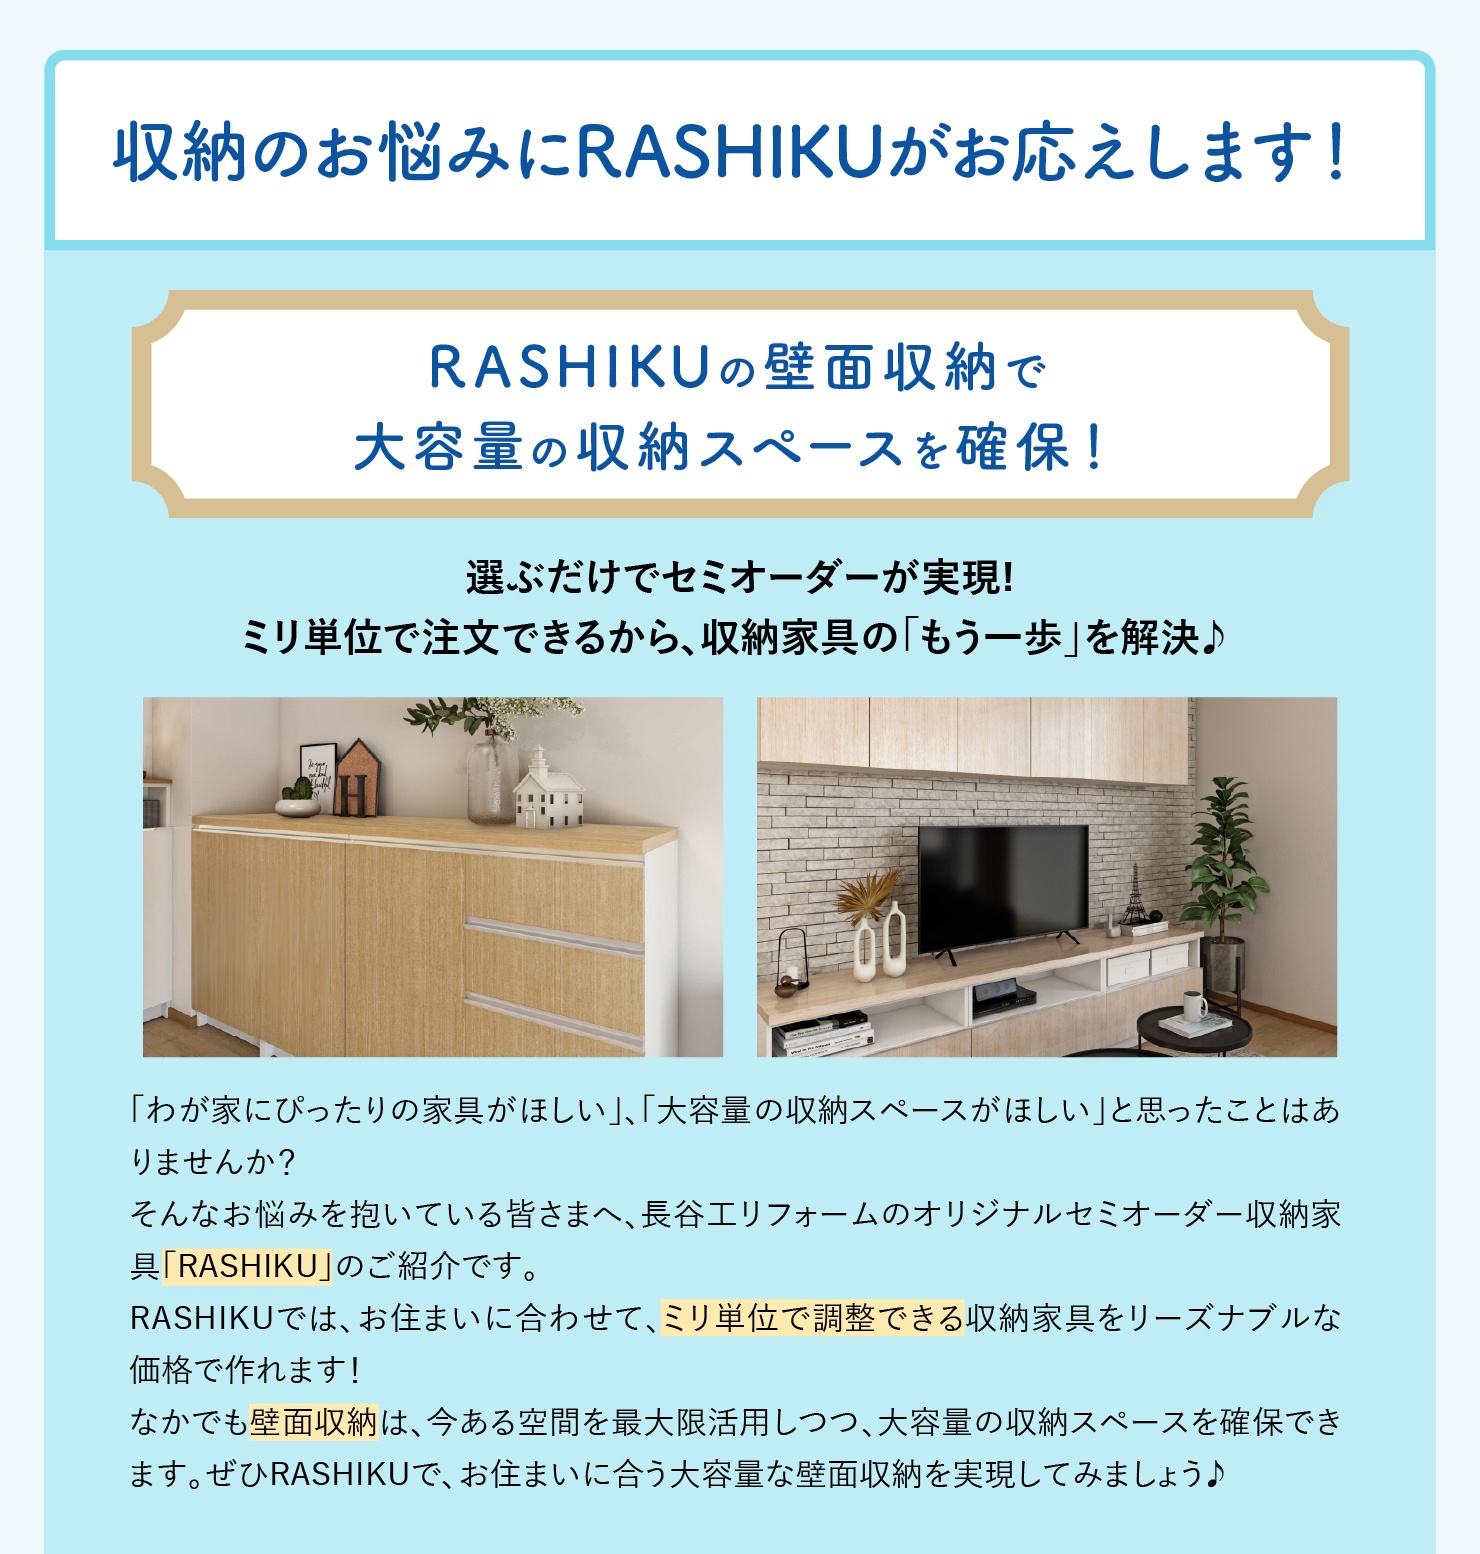 収納のお悩みにRASHIKUがお応えします！
RASHIKUの壁面収納で
大容量の収納スペースを確保！
選ぶだけでセミオーダーが実現！
ミリ単位で注文できるから、収納家具の「もう一歩」を解決♪
H
「わが家にぴったりの家具がほしい」、「大容量の収納スペースがほしい」と思ったことはあ
りませんか？
そんなお悩みを抱いている皆さまへ、長谷工リフォームのオリジナルセミオーダー収納家
具「RASHIKU」のご紹介です。
RASHIKUでは、お住まいに合わせて、ミリ単位で調整できる収納家具をリーズナブルな
価格で作れます！
なかでも壁面収納は、今ある空間を最大限活用しつつ、大容量の収納スペースを確保でき
ます。ぜひRASHIKUで、お住まいに合う大容量な壁面収納を実現してみましょう♪